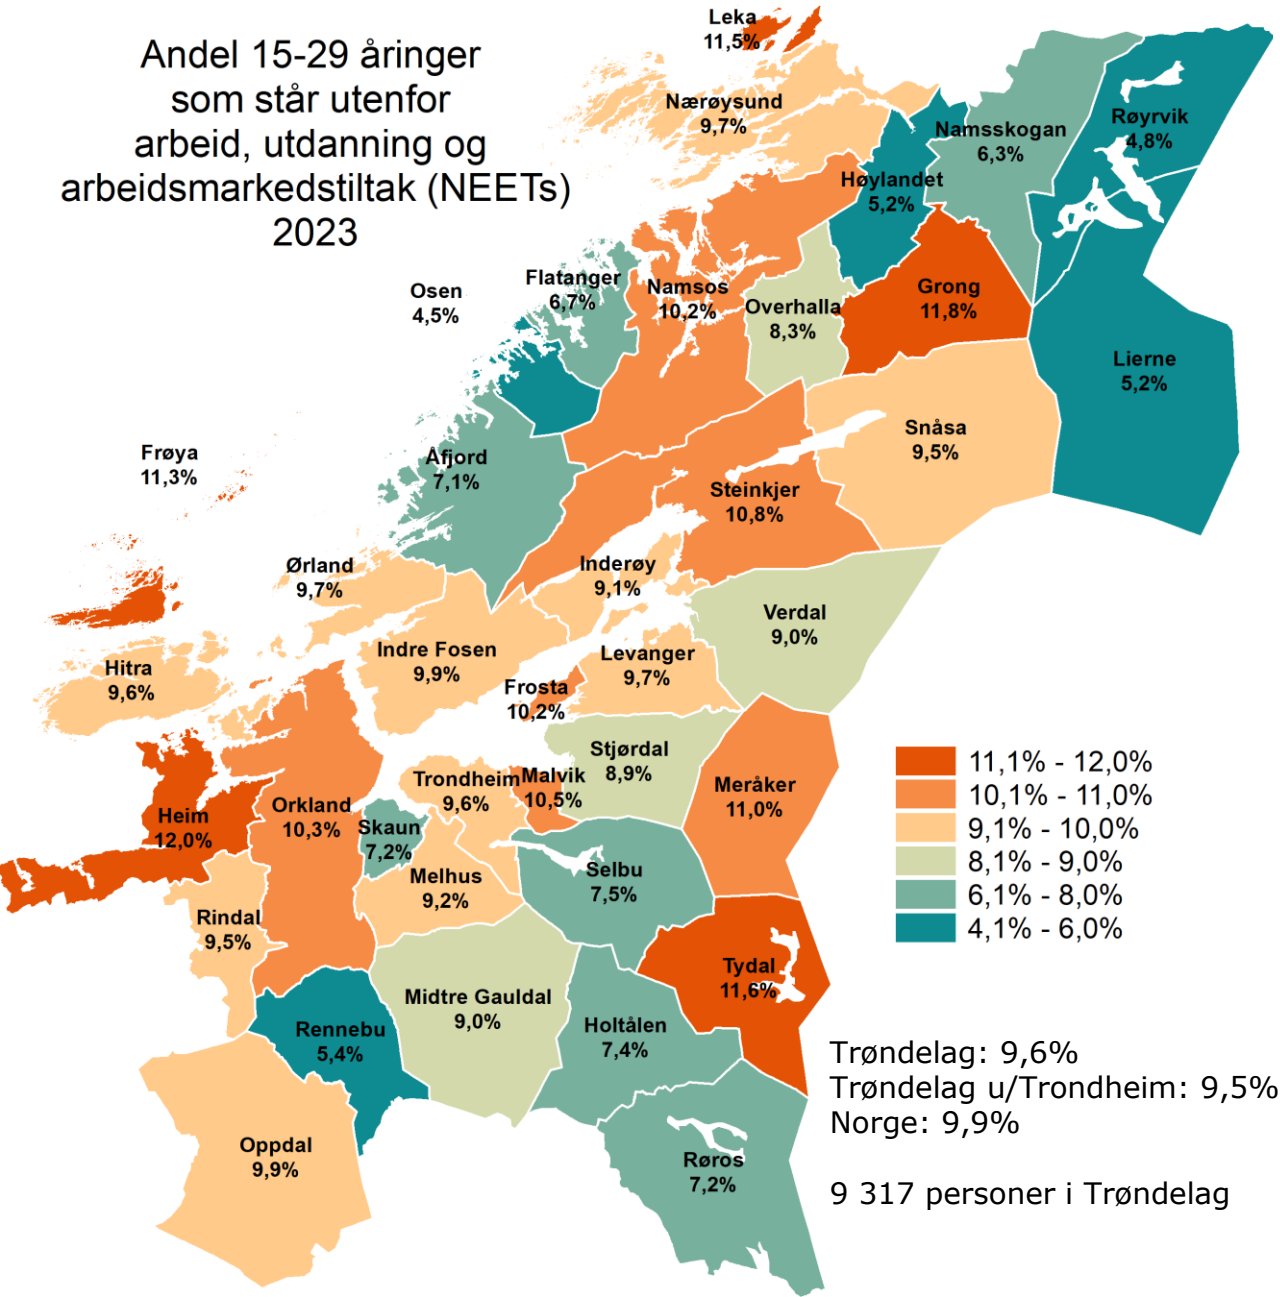 Andel 15-29 åringer
som står utenfor
arbeid, utdanning og
arbeidsmarkedstiltak (NEETs)
2023
Leka
11,5%
Nærøysund
9,7%
Namsskogan
6,3%
Røyrvik
4,8%
Høylandet
5,2%
Osen
4,5%
Flatanger
6,7%
Namsos
10,2%
Overhalla
8,3%
Grong
11,8%
Lierne
5,2%
Snåsa
9,5%
Frøya
11,3%
Åfjord
7,1%
Steinkjer
10,8%
Ørland
9,7%
Inderøy
9,1%
Verdal
9,0%
Hitra
9,6%
Indre Fosen
9,9%
Levanger
9,7%
Frosta
10,2%
Stjørdal
8,9%
Heim
12,0%
Orkland
10,3%
Skaun
7,2%
Trondheim
9,6%
Malvik
10,5%
Meråker
11,0%
Melhus
9,2%
Selbu
7,5%
Rindal
9,5%
Tydal
11,6%
Midtre Gauldal
9,0%
Holtålen
7,4%
Rennebu
5,4%
Oppdal
9,9%
Røros
7,2%
11,1% - 12,0%
10,1% - 11,0%
9,1% - 10,0%
8,1% - 9,0%
6,1% - 8,0%
4,1% - 6,0%
Trøndelag: 9,6%
Trøndelag u/Trondheim: 9,5%
Norge: 9,9%
9 317 personer i Trøndelag